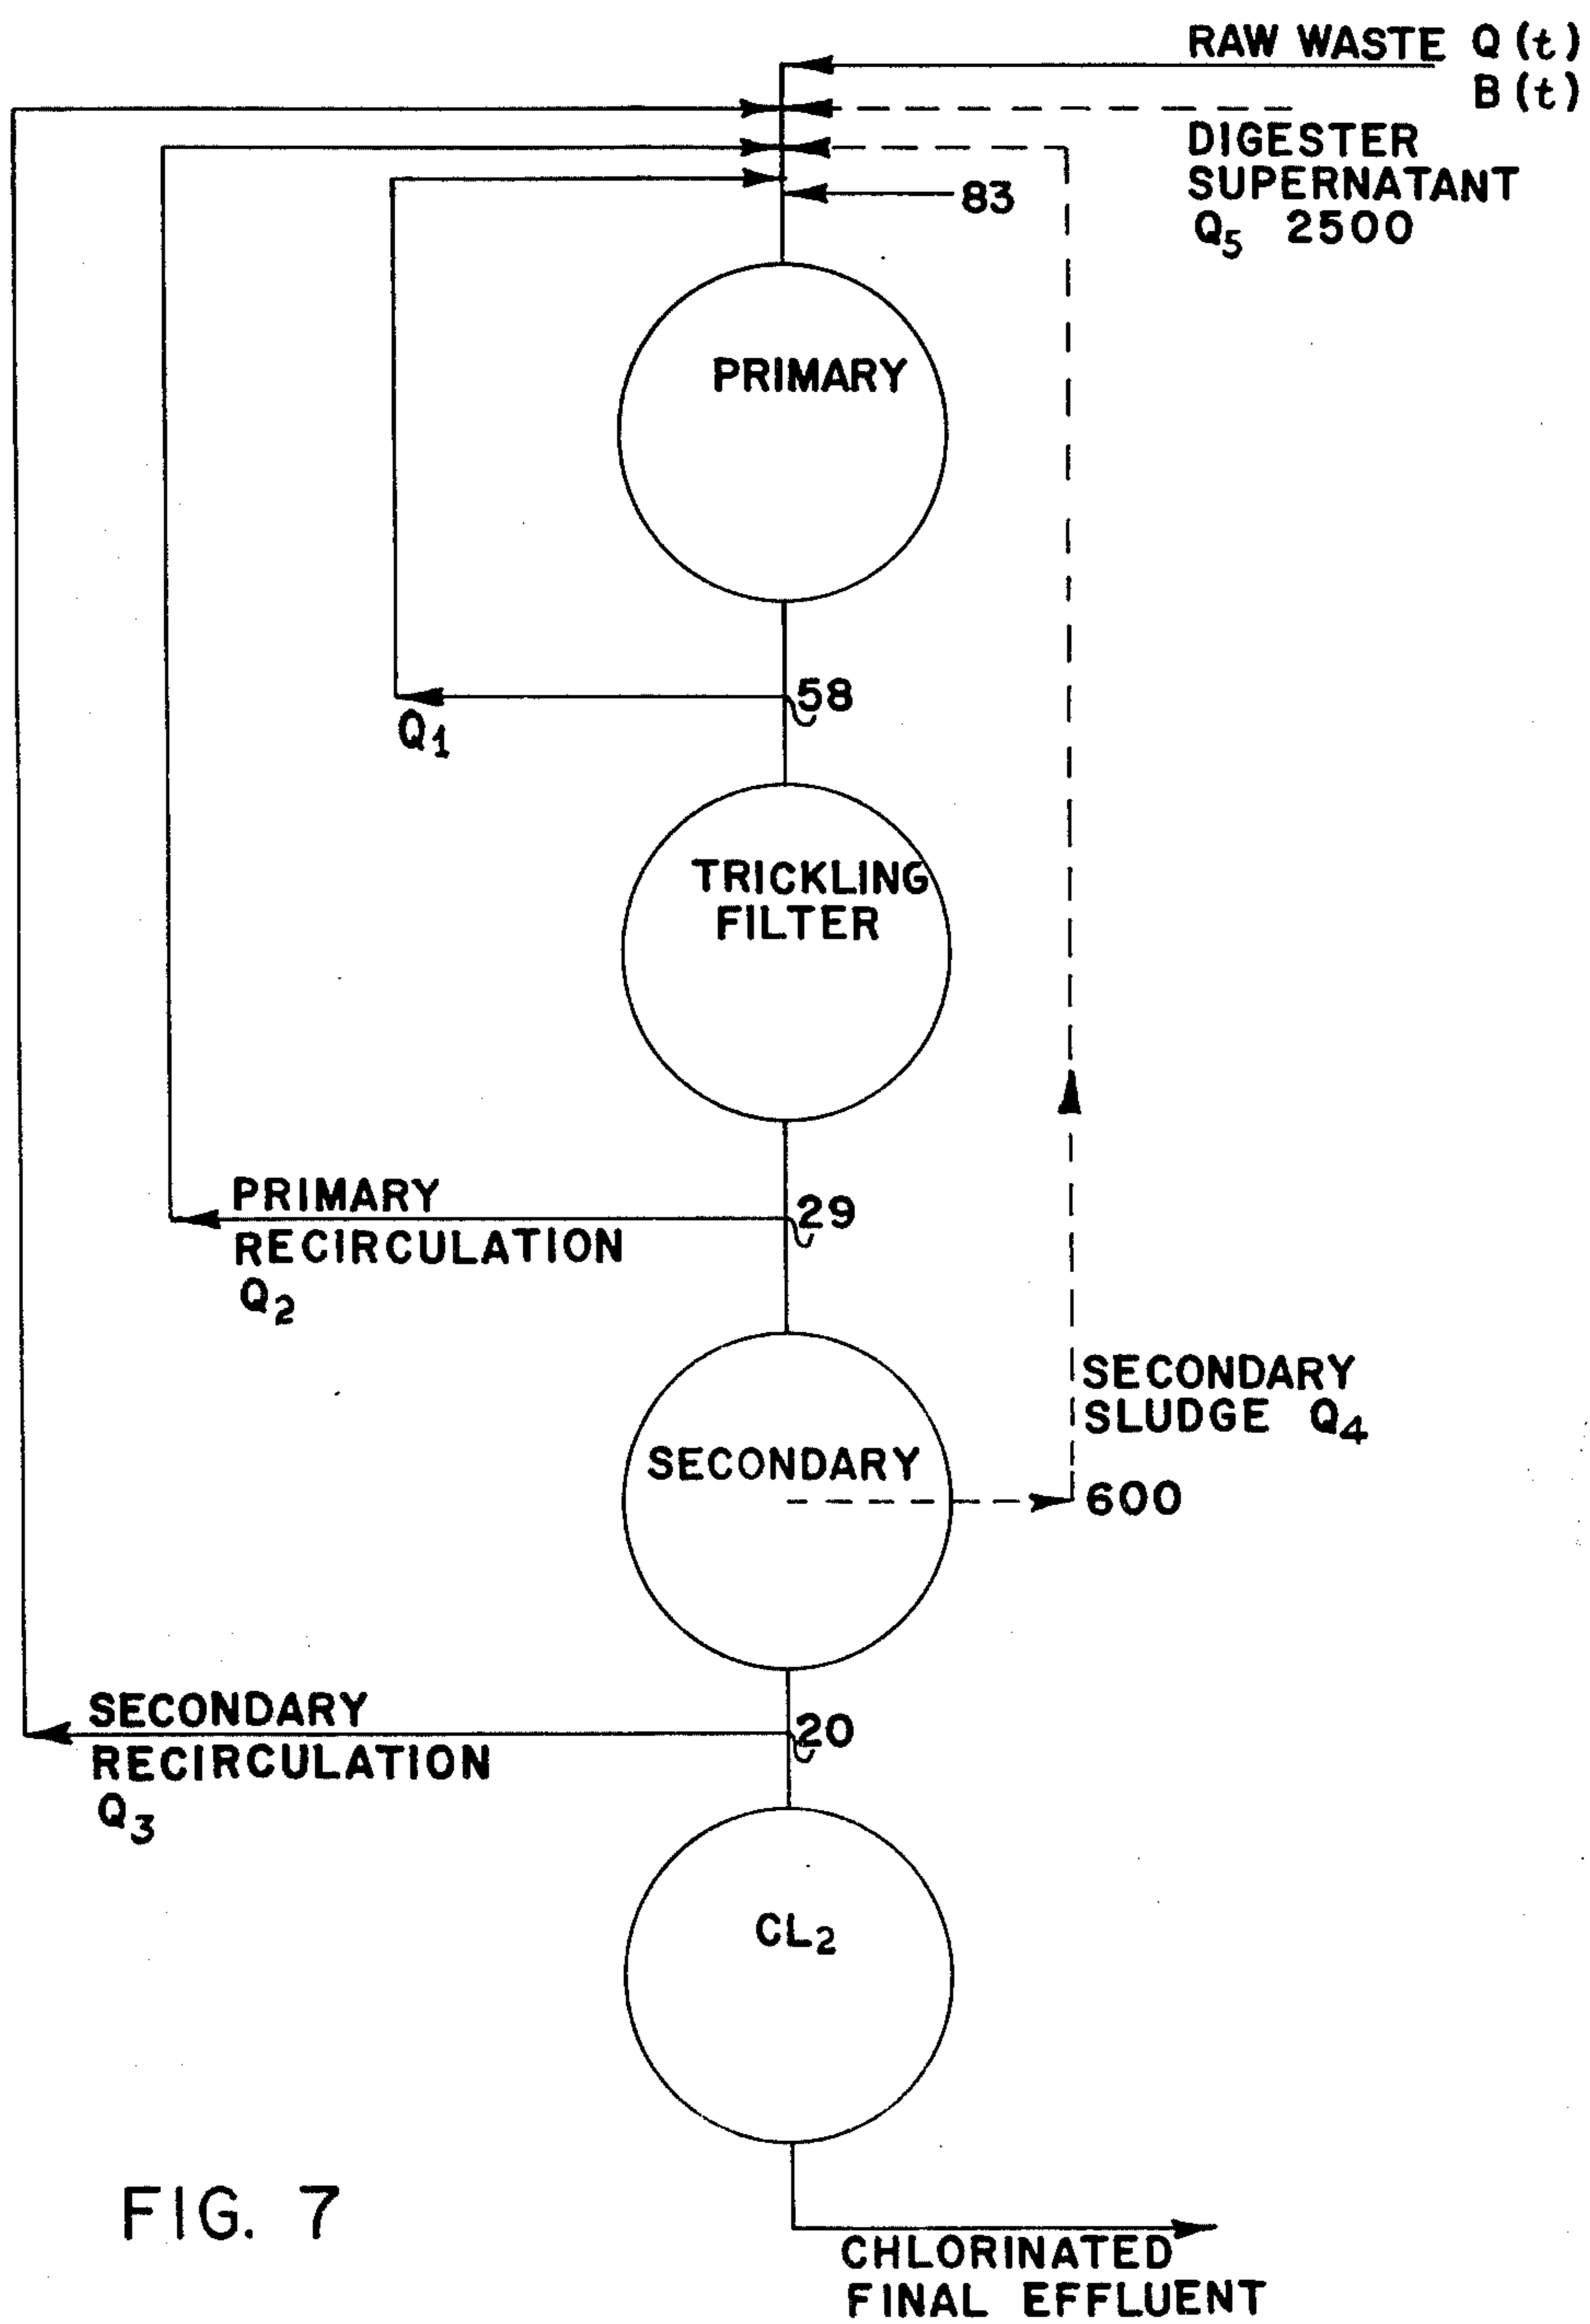 RAW WASTE Q (t)
B (t)
DIGESTER
SUPERNATANT
Q5 2500
83
PRIMARY
58
Q1
TRICKLING
FILTER
PRIMARY
RECIRCULATION
Q2
29
SECONDARY
SLUDGE Q4
SECONDARY
600
SECONDARY
RECIRCULATION
Q3
20
CL2
FIG. 7
CHLORINATED
FINAL EFFLUENT